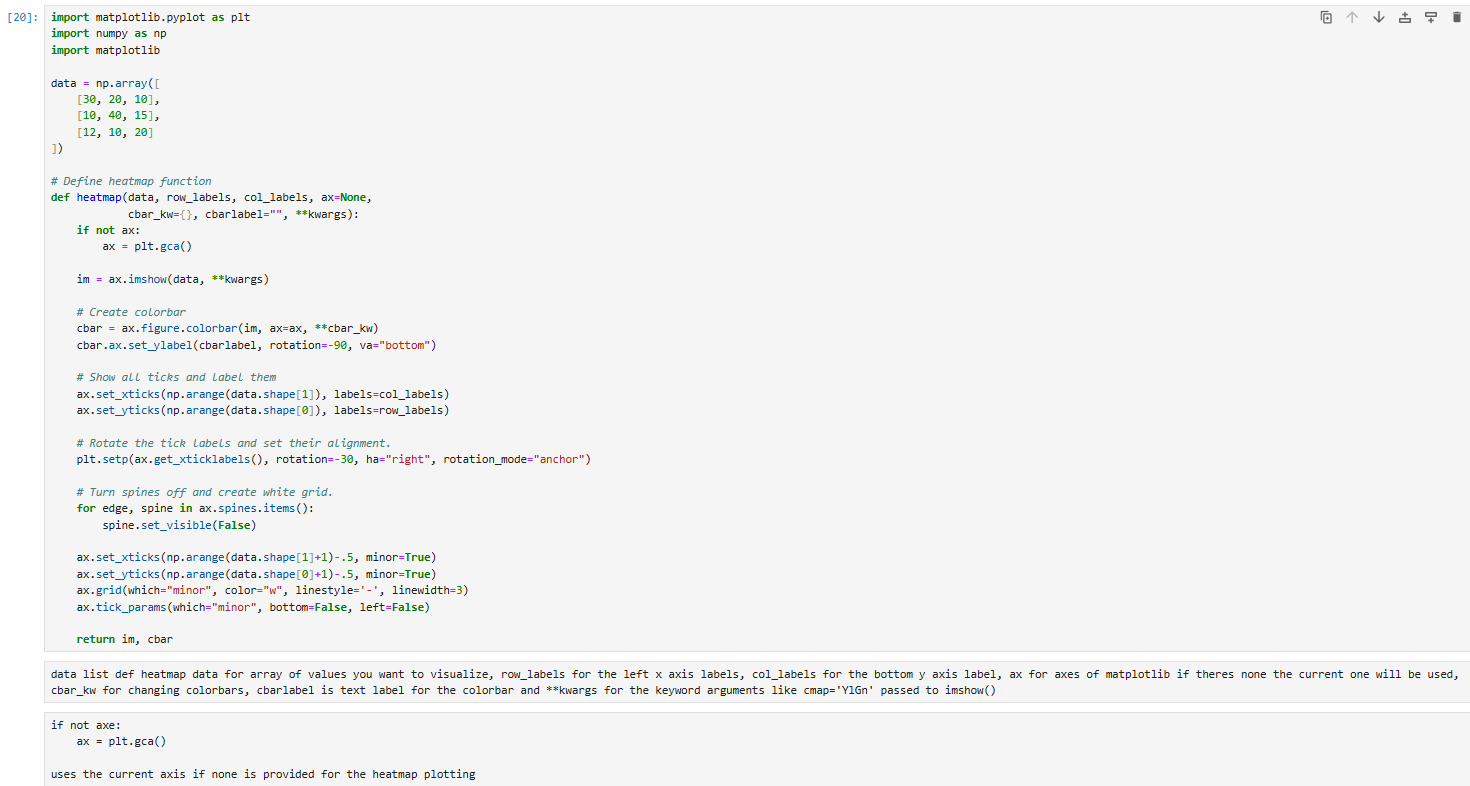 [20]: import matplotlib.pyplot as plt
import numpy as np
import matplotlib

data = np.array([
    [30, 20, 10],
    [10, 40, 15],
    [12, 10, 20]
])

# Define heatmap function
def heatmap(data, row_labels, col_labels, ax=None,
            cbar_kw={}, cbarlabel="", **kwargs):
    if not ax:
        ax = plt.gca()

    im = ax.imshow(data, **kwargs)

    # Create colorbar
    cbar = ax.figure.colorbar(im, ax=ax, **cbar_kw)
    cbar.ax.set_ylabel(cbarlabel, rotation=-90, va="bottom")

    # Show all ticks and label them
    ax.set_xticks(np.arange(data.shape[1]), labels=col_labels)
    ax.set_yticks(np.arange(data.shape[0]), labels=row_labels)

    # Rotate the tick labels and set their alignment.
    plt.setp(ax.get_xticklabels(), rotation=-30, ha="right", rotation_mode="anchor")

    # Turn spines off and create white grid.
    for edge, spine in ax.spines.items():
        spine.set_visible(False)

    ax.set_xticks(np.arange(data.shape[1]+1)-.5, minor=True)
    ax.set_yticks(np.arange(data.shape[0]+1)-.5, minor=True)
    ax.grid(which="minor", color="w", linestyle='-', linewidth=3)
    ax.tick_params(which="minor", bottom=False, left=False)

    return im, cbar

data list def heatmap data for array of values you want to visualize, row_labels for the left x axis labels, col_labels for the bottom y axis label, ax for axes of matplotlib if theres none the current one will be used,
cbar_kw for changing colorbars, cbarlabel is text label for the colorbar and **kwargs for the keyword arguments like cmap='YlGn' passed to imshow()

if not axe:
    ax = plt.gca()

uses the current axis if none is provided for the heatmap plotting